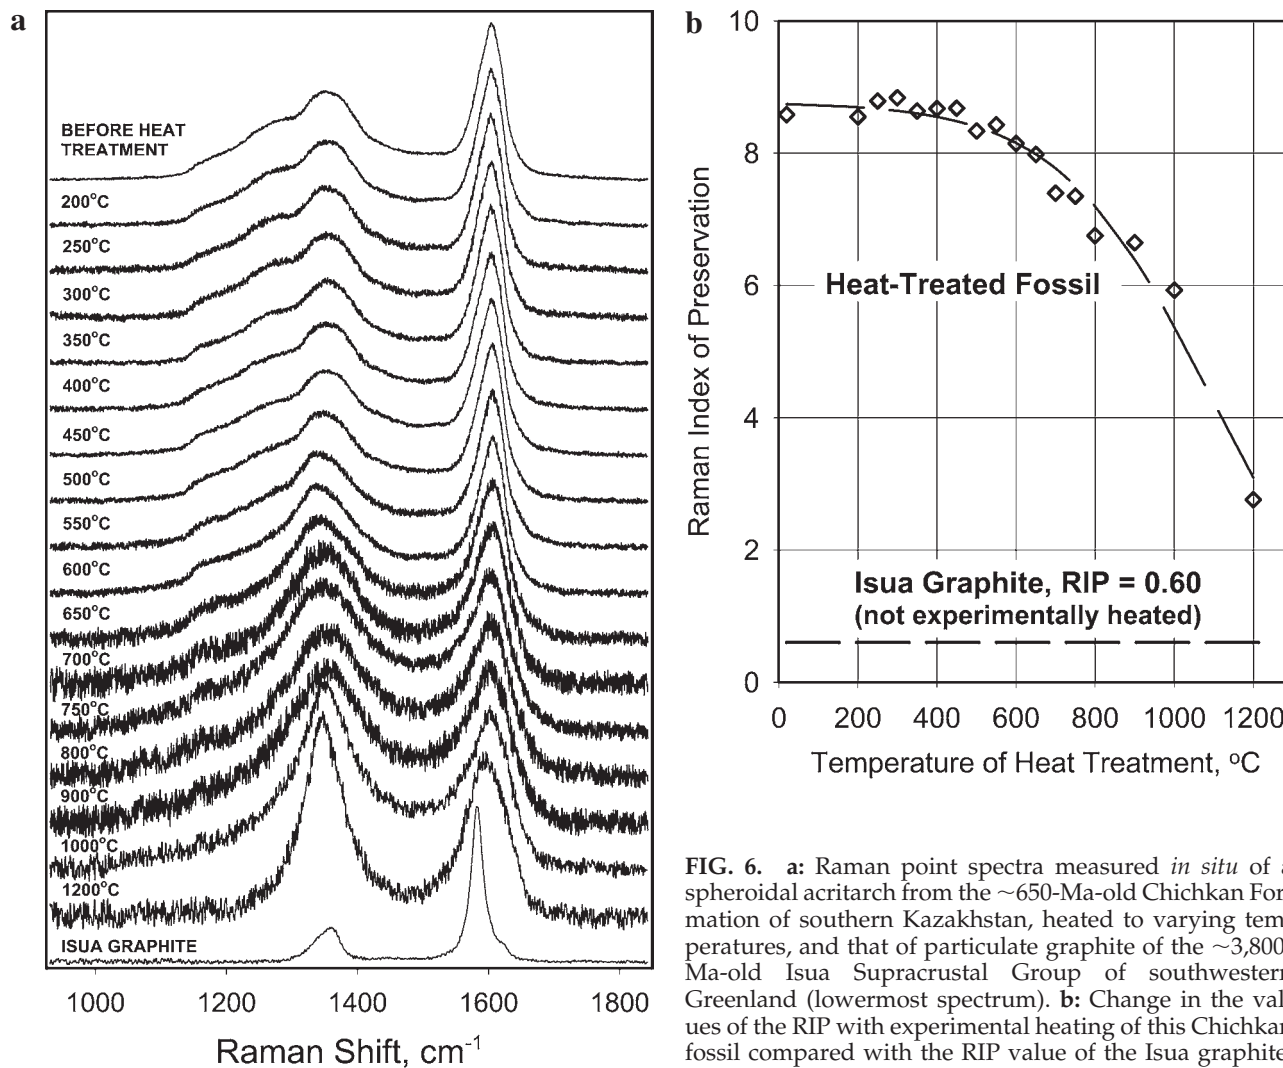 a
BEFORE HEAT
TREATMENT
200°C
250°C
300°C
350°C
400°C
450°C
500°C
550°C
600°C
650°C
700°C
750°C
800°C
900°C
1000°C
1200°C
ISUA GRAPHITE
1000 1200 1400 1600 1800
Raman Shift, cm-1
b
10
8
6
4
2
0
Raman Index of Preservation
Heat-Treated Fossil
Isua Graphite, RIP = 0.60
(not experimentally heated)
0 200 400 600 800 1000 1200
Temperature of Heat Treatment, °C
FIG. 6. a: Raman point spectra measured in situ of a
spheroidal acritarch from the ~650-Ma-old Chichkan For
mation of southern Kazakhstan, heated to varying tem
peratures, and that of particulate graphite of the ~3,800
Ma-old Isua Supracrustal Group of southwestern
Greenland (lowermost spectrum). b: Change in the val
ues of the RIP with experimental heating of this Chichkan
fossil compared with the RIP value of the Isua graphite